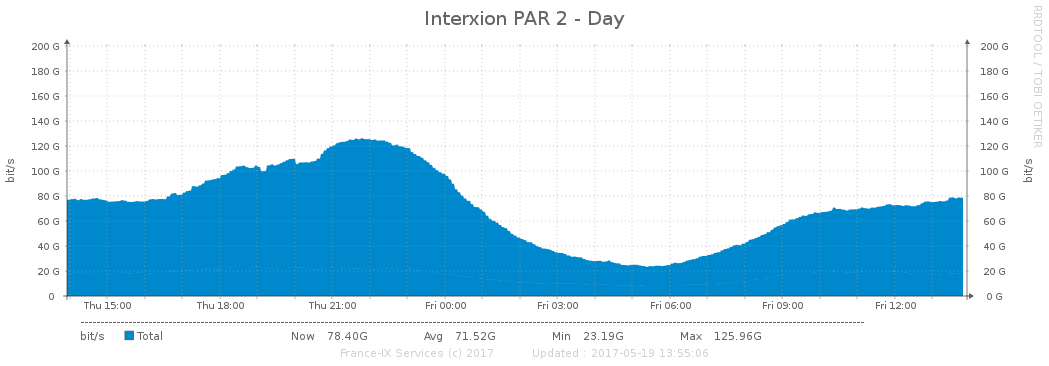 Interxion PAR 2 - Day
RRDTOOL / TOBI OETIKER
bit/s
200 G 200 G
180 G 180 G
160 G 160 G
140 G 140 G
120 G 120 G
100 G 100 G
80 G 80 G
60 G 60 G
40 G 40 G
20 G 20 G
0 0 G
bit/s
Thu 15:00 Thu 18:00 Thu 21:00 Fri 00:00 Fri 03:00 Fri 06:00 Fri 09:00 Fri 12:00
bit/s Total Now 78.40G Avg 71.52G Min 23.19G Max 125.96G
France-IX Services (c) 2017 Updated : 2017-05-19 13:55:06